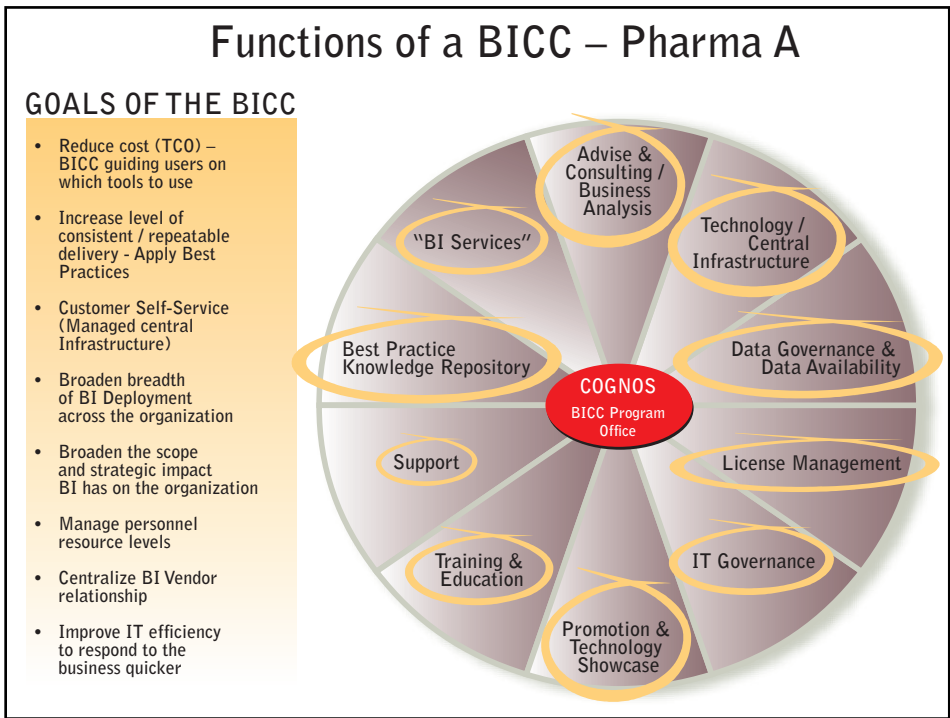 Functions of a BICC – Pharma A
GOALS OF THE BICC
• Reduce cost (TCO) –
BICC guiding users on
which tools to use
• Increase level of
consistent / repeatable
delivery - Apply Best
Practices
• Customer Self-Service
(Managed central
Infrastructure)
• Broaden breadth
of BI Deployment
across the organization
• Broaden the scope
and strategic impact
BI has on the organization
• Manage personnel
resource levels
• Centralize BI Vendor
relationship
• Improve IT efficiency
to respond to the
business quicker
Advise &
Consulting /
Business
Analysis
Technology /
Central
Infrastructure
Data Governance &
Data Availability
License Management
IT Governance
Promotion &
Technology
Showcase
Training &
Education
Support
Best Practice
Knowledge Repository
"BI Services"
COGNOS
BICC Program
Office